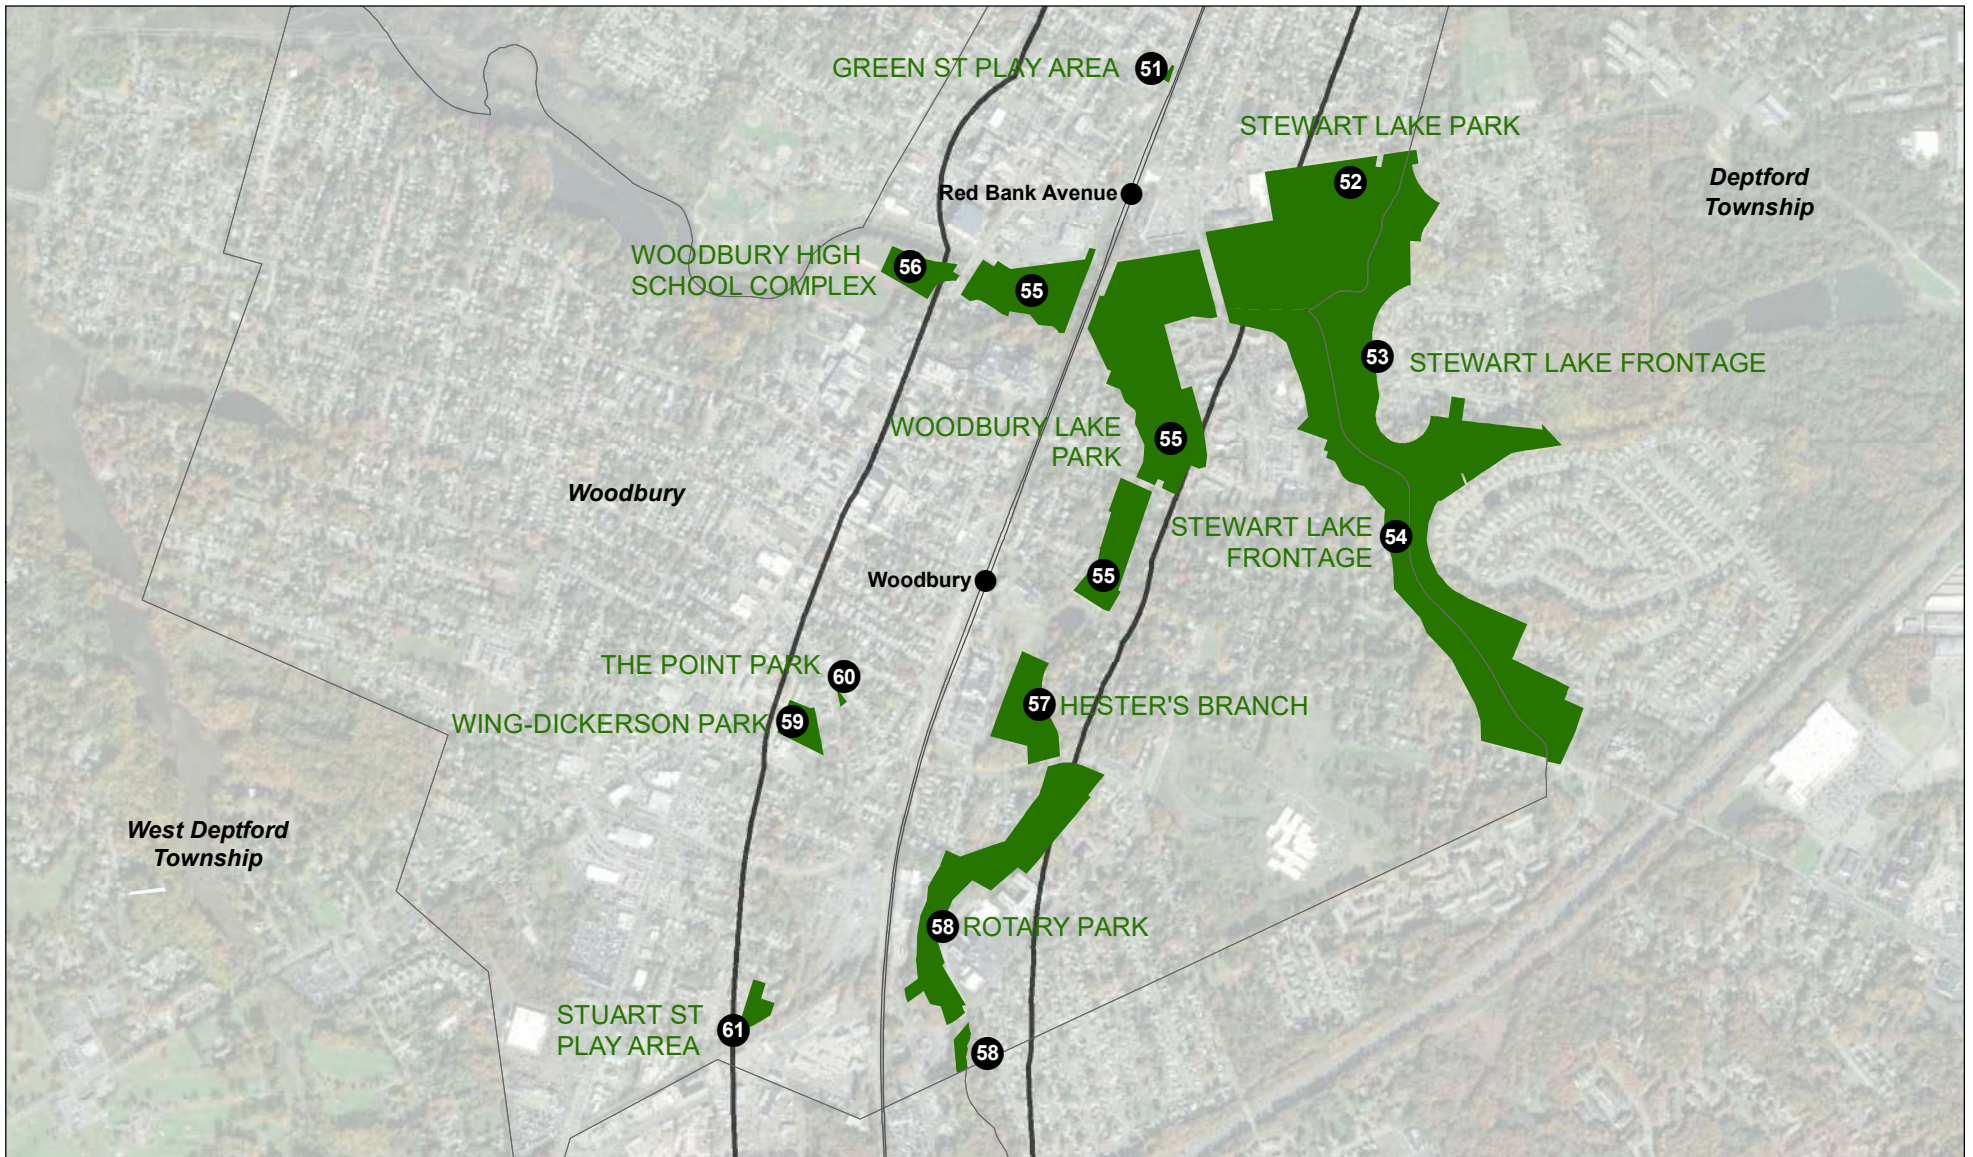 GREEN ST PLAY AREA
51
STEWART LAKE PARK
52
Deptford
Township
Red Bank Avenue
WOODBURY HIGH
SCHOOL COMPLEX
56
55
53
STEWART LAKE FRONTAGE
WOODBURY LAKE
PARK
55
Woodbury
STEWART LAKE
FRONTAGE
54
Woodbury
55
THE POINT PARK
60
57
HESTER'S BRANCH
WING-DICKERSON PARK
59
West Deptford
Township
58
ROTARY PARK
STUART ST
PLAY AREA
61
58